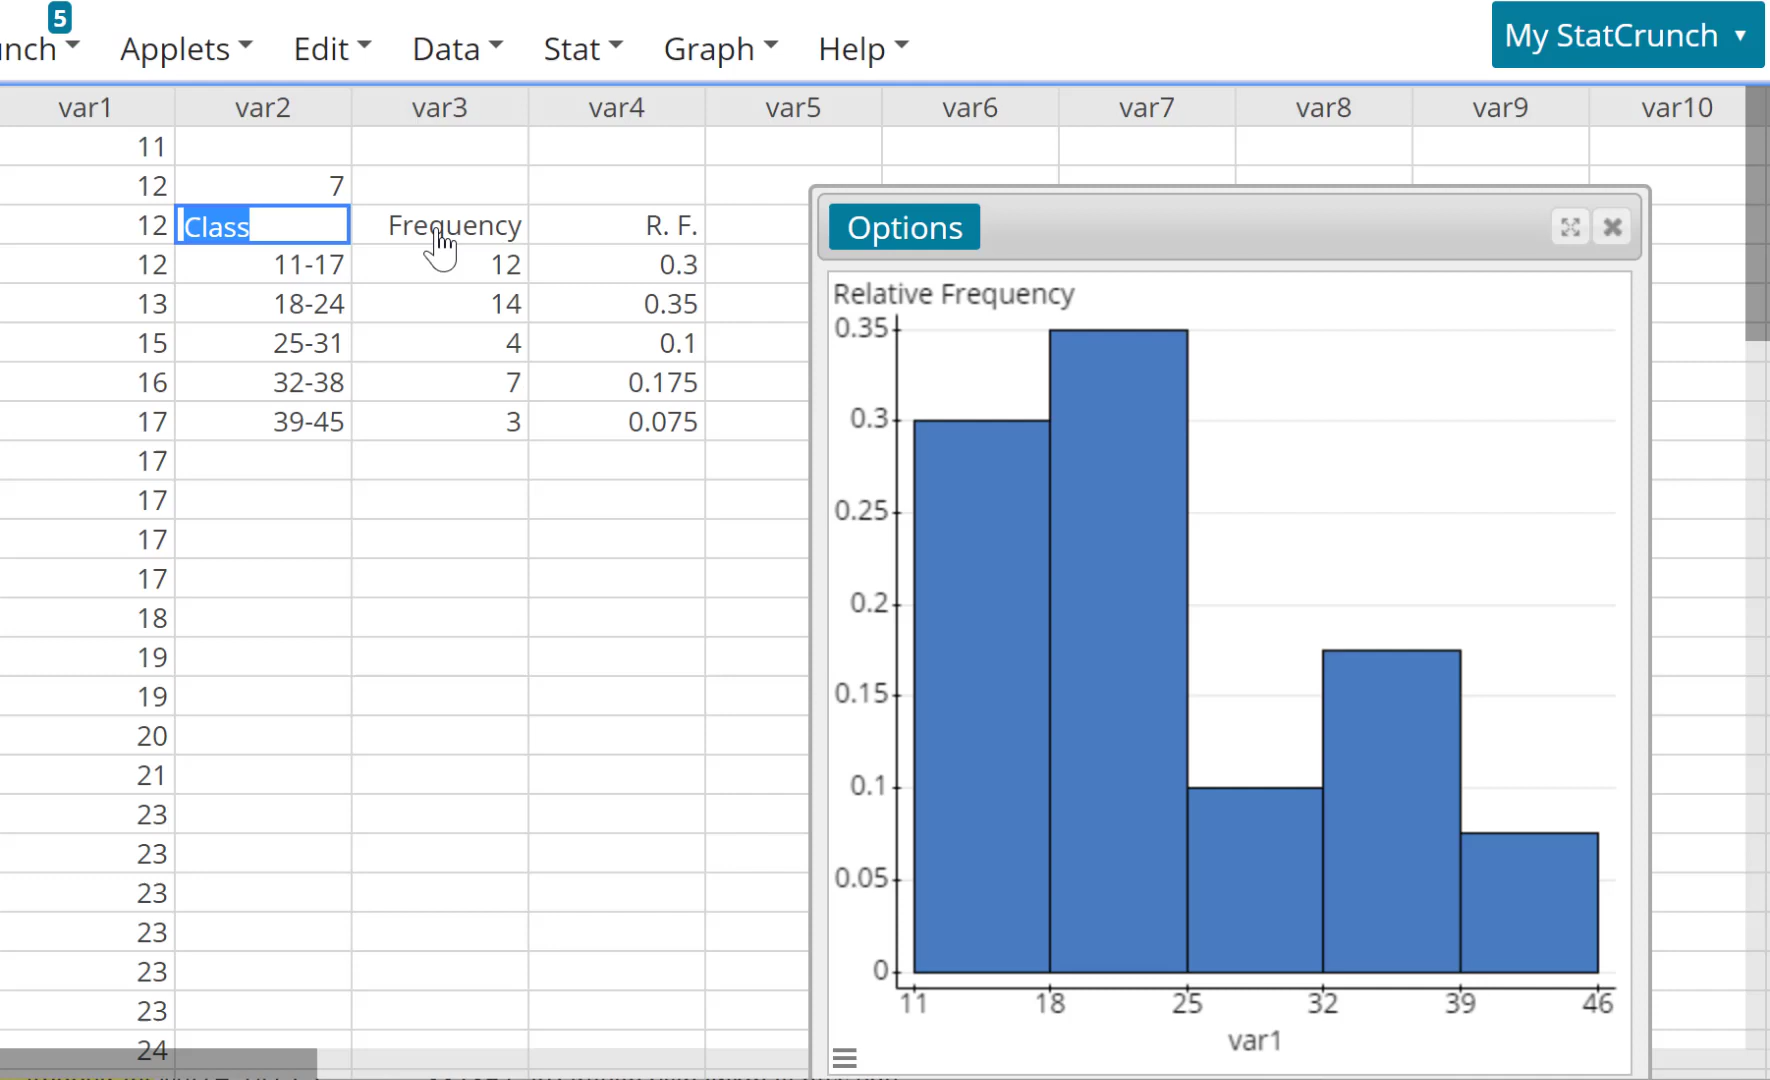 5
Applets Edit Data Stat Graph Help My StatCrunch
var1 var2 var3 var4 var5 var6 var7 var8 var9 var10
11
12 7
12 Class Frequency R. F.
12 11-17 12 0.3
13 18-24 14 0.35
15 25-31 4 0.1
16 32-38 7 0.175
17 39-45 3 0.075
17
17
17
17
18
19
19
20
21
23
23
23
23
23
23
24
Options
Relative Frequency
0.35
0.3
0.25
0.2
0.15
0.1
0.05
0
11 18 25 32 39 46
var1